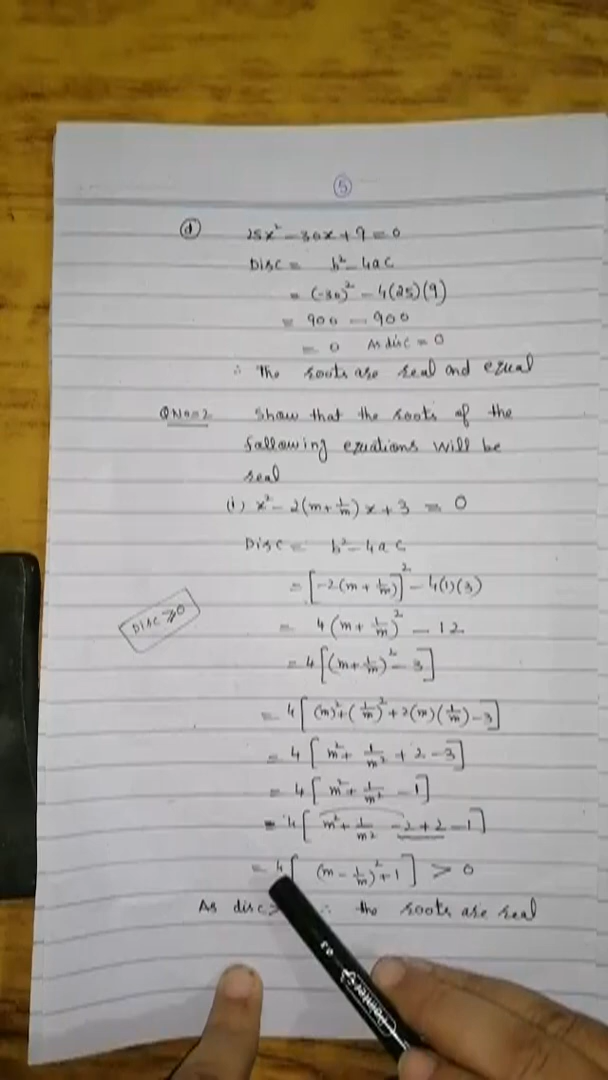 5
(d) 25x² - 30x + 9 = 0
Disc = b² - 4ac
= (-30)² - 4(25)(9)
= 900 - 900
= 0 As disc = 0
∴ The roots are real and equal
Q No=2 Show that the roots of the
following equations will be
real
(i) x² - 2(m + 1/m)x + 3 = 0
Disc = b² - 4ac
= [-2(m + 1/m)]² - 4(1)(3)
Disc ≥ 0
= 4(m + 1/m)² - 12
= 4[(m + 1/m)² - 3]
= 4[(m)² + (1/m)² + 2(m)(1/m) - 3]
= 4[m² + 1/m² + 2 - 3]
= 4[m² + 1/m² - 1]
= 4[m² + 1/m² - 2 + 2 - 1]
= 4[(m - 1/m)² + 1] > 0
As disc > ∴ the roots are real